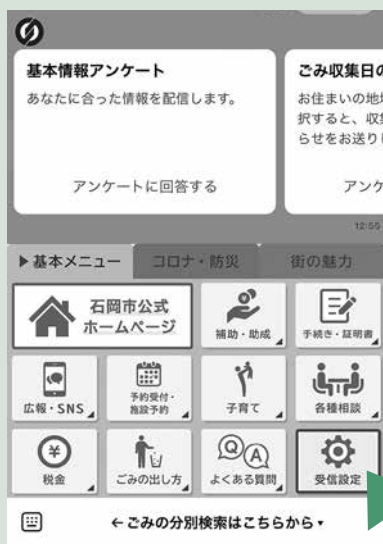 基本情報アンケート
あなたに合った情報を配信します。
アンケートに回答する
ごみ収集日の
お住まいの地
択すると、収
らせをお送り
アンケ
12:55
▶基本メニュー
コロナ・防災
街の魅力
石岡市公式
ホームページ
補助・助成
手続き・証明書
広報・SNS
予約受付・
施設予約
子育て
各種相談
税金
ごみの出し方
よくある質問
受信設定
←ごみの分別検索はこちらから▾